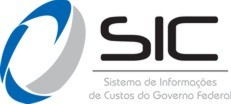 SIC
Sistema de Informações
de Custos do Governo Federal